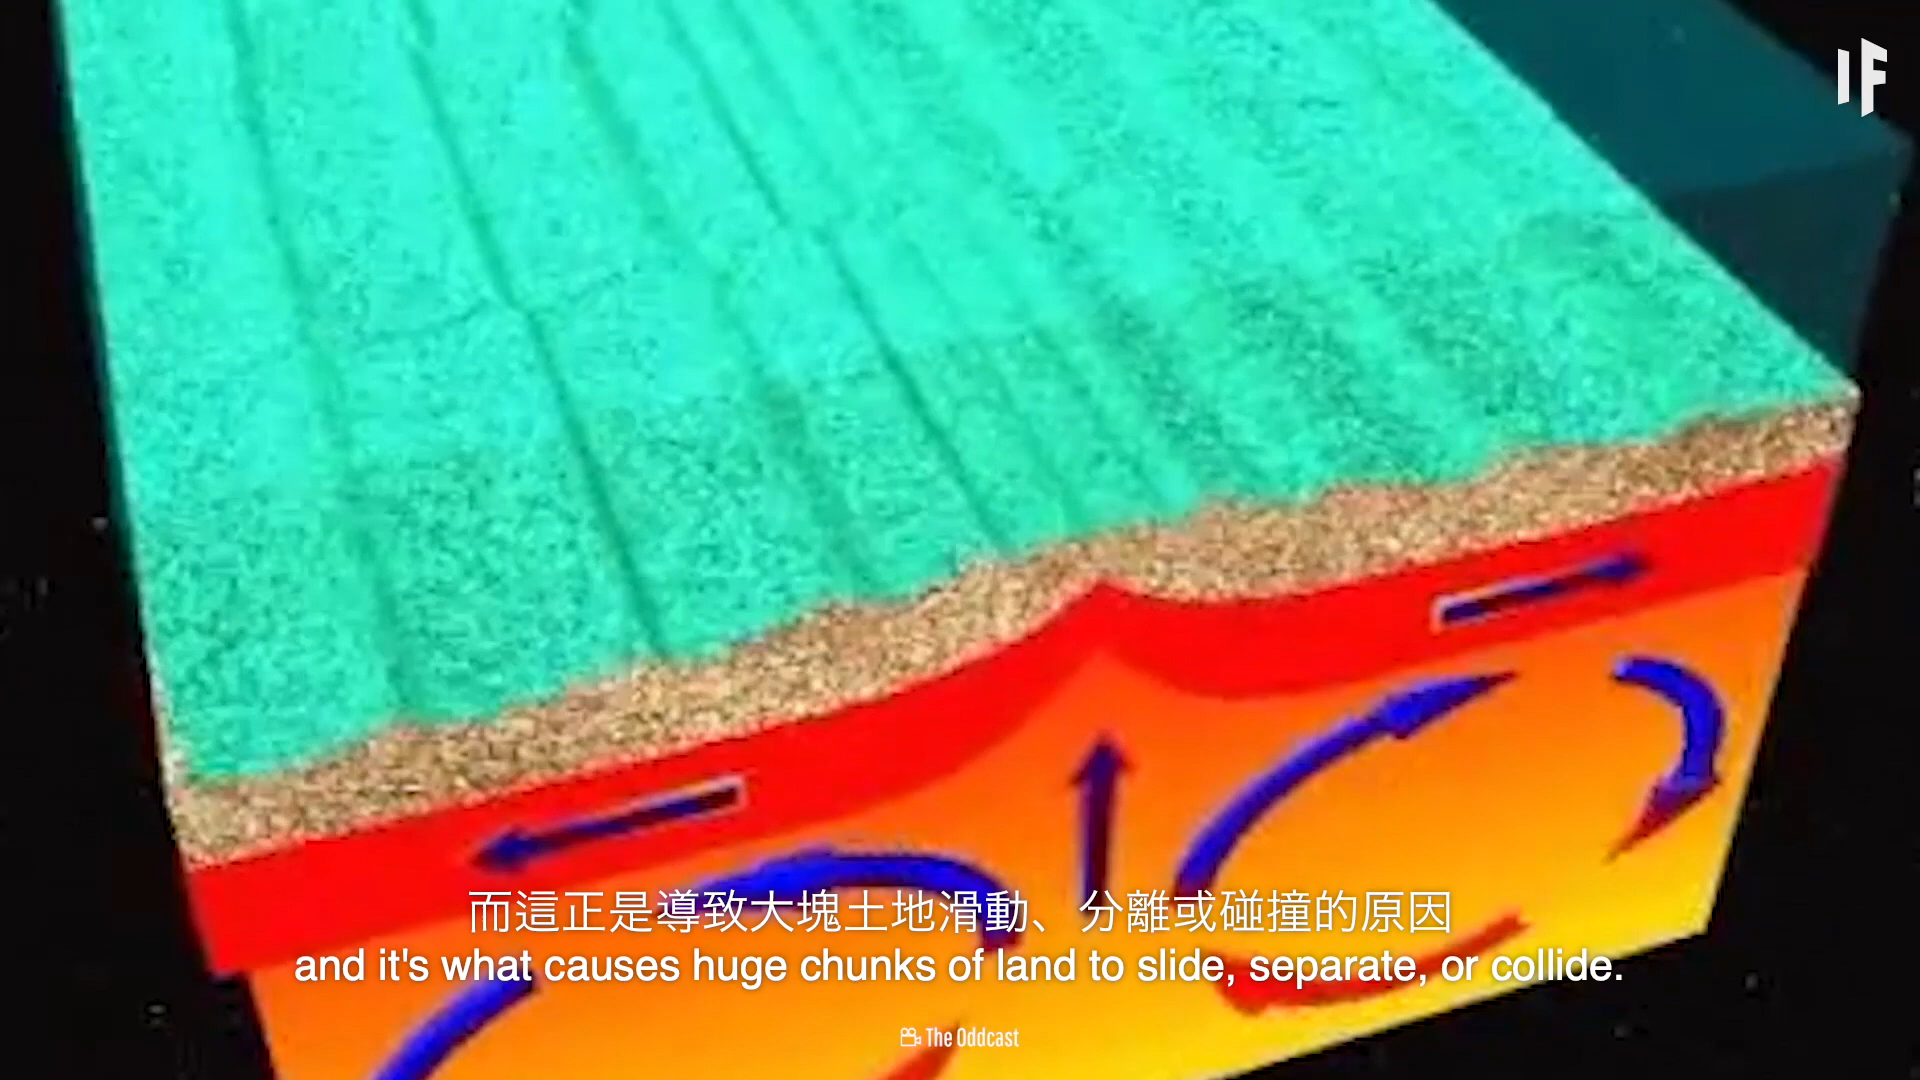 IF
而這正是導致大塊土地滑動、分離或碰撞的原因
and it's what causes huge chunks of land to slide, separate, or collide.
The Oddcast